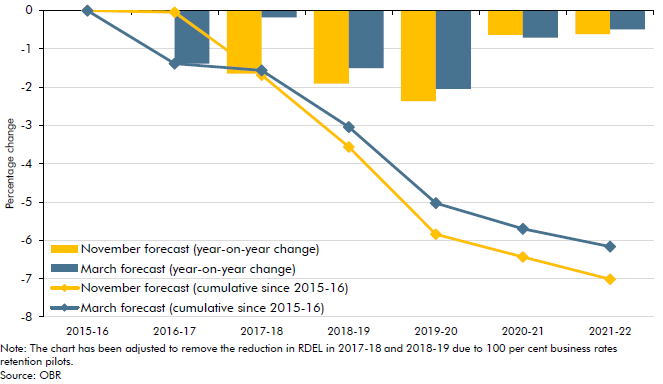 0
-1
-2
-3
-4
-5
-6
-7
-8
Percentage change
November forecast (year-on-year change)
March forecast (year-on-year change)
November forecast (cumulative since 2015-16)
March forecast (cumulative since 2015-16)
2015-16 2016-17 2017-18 2018-19 2019-20 2020-21 2021-22
Note: The chart has been adjusted to remove the reduction in RDEL in 2017-18 and 2018-19 due to 100 per cent business rates
retention pilots.
Source: OBR